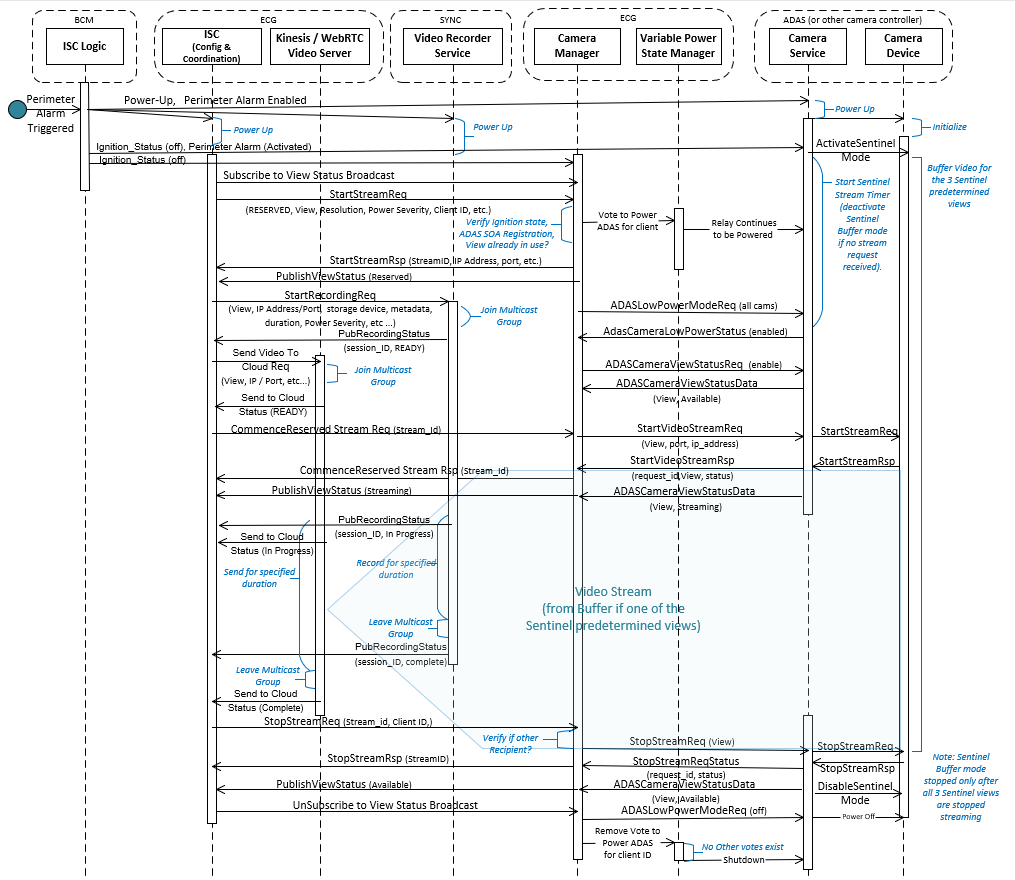 BCM
ECG
SYNC
ECG
ADAS (or other camera controller)
ISC Logic
ISC
(Config &
Coordination)
Kinesis / WebRTC
Video Server
Video Recorder
Service
Camera
Manager
Variable Power
State Manager
Camera
Service
Camera
Device
Perimeter
Alarm
Triggered
Power-Up, Perimeter Alarm Enabled
Power Up
Power Up
Power Up
Initialize
Ignition_Status (off), Perimeter Alarm (Activated)
Ignition_Status (off)
ActivateSentinel
Mode
Subscribe to View Status Broadcast
StartStreamReq
(RESERVED, View, Resolution, Power Severity, Client ID, etc.)
Verify Ignition state,
ADAS SOA Registration,
View already in use?
Vote to Power
ADAS for client
Relay Continues
to be Powered
Start Sentinel
Stream Timer
(deactivate
Sentinel
Buffer mode
if no stream
request
received).
Buffer Video for
the 3 Sentinel
predetermined
views
StartStreamRsp (StreamID, IP Address, port, etc.)
PublishViewStatus (Reserved)
StartRecordingReq
(View, IP Address/Port, storage device, metadata,
duration, Power Severity, etc ...)
Join Multicast
Group
ADASLowPowerModeReq (all cams)
PubRecordingStatus
(session_ID, READY)
AdasCameraLowPowerStatus (enabled)
Send Video To
Cloud Req
(View, IP / Port, etc...)
Join Multicast
Group
ADASCameraViewStatusReq (enable)
ADASCameraViewStatusData
(View, Available)
Send to Cloud
Status (READY)
CommenceReserved Stream Req (Stream_Id)
StartVideoStreamReq
(View, port, ip_address)
StartStreamReq
StartVideoStreamRsp
(request_id,View, status)
StartStreamRsp
CommenceReserved Stream Rsp (Stream_Id)
PublishViewStatus (Streaming)
ADASCameraViewStatusData
(View, Streaming)
PubRecordingStatus
(session_ID, In Progress)
Send to Cloud
Status (In Progress)
Send for specified
duration
Record for specified
duration
Video Stream
(from Buffer if one of the
Sentinel predetermined views)
Leave Multicast
Group
PubRecordingStatus
(session_ID, complete)
Leave Multicast
Group
Send to Cloud
Status (Complete)
StopStreamReq (Stream_id, Client ID,)
Verify if other
Recipient?
StopStreamReq (View)
StopStreamReq
StopStreamRsp (StreamID)
StopStreamReqStatus
(request_id, status)
StopStreamRsp
PublishViewStatus (Available)
ADASCameraViewStatusData
(View, Available)
DisableSentinel
Mode
Note: Sentinel
Buffer mode
stopped only after
all 3 Sentinel views
are stopped
streaming
UnSubscribe to View Status Broadcast
ADASLowPowerModeReq (off)
Power Off
Remove Vote to
Power ADAS
for client ID
No Other votes exist
Shutdown